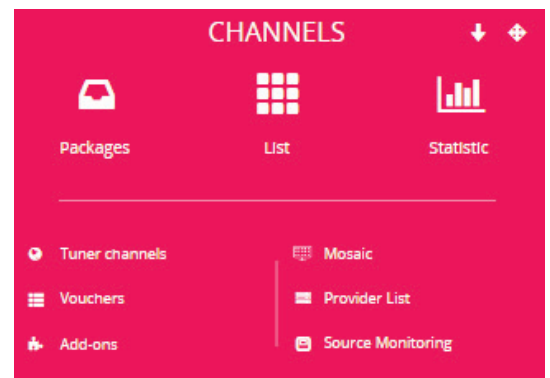 CHANNELS
Packages
List
Statistic
Tuner channels
Mosaic
Vouchers
Provider List
Add-ons
Source Monitoring